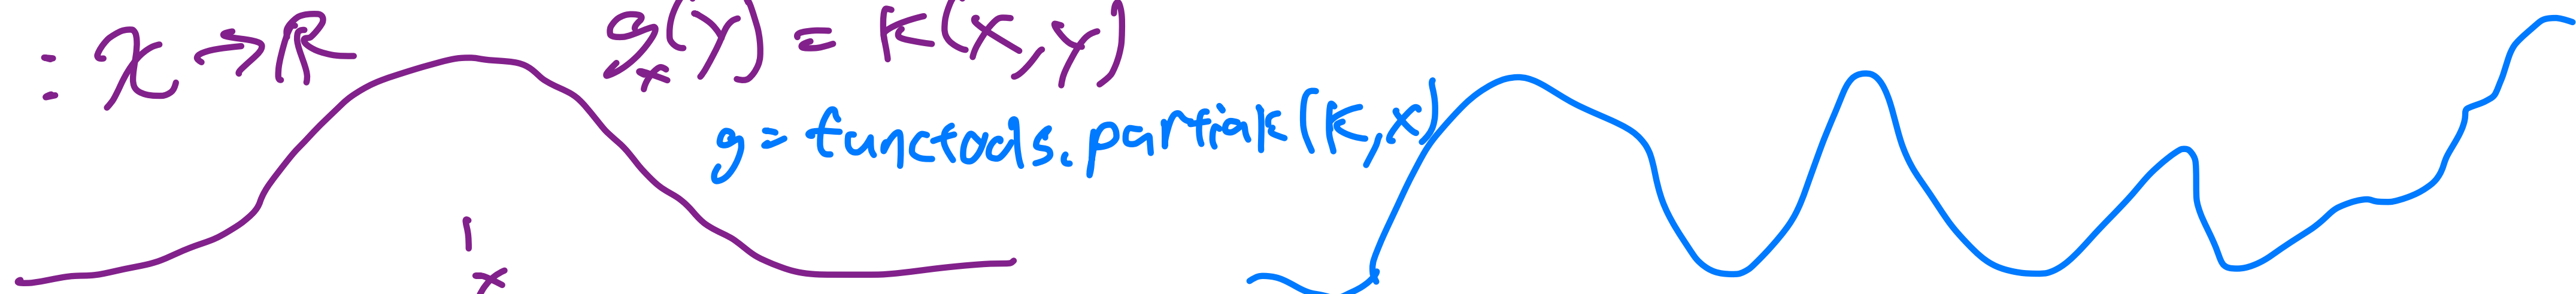 : X → R g_x(y) = k(x,y)
g = functools.partial(k,x)
x